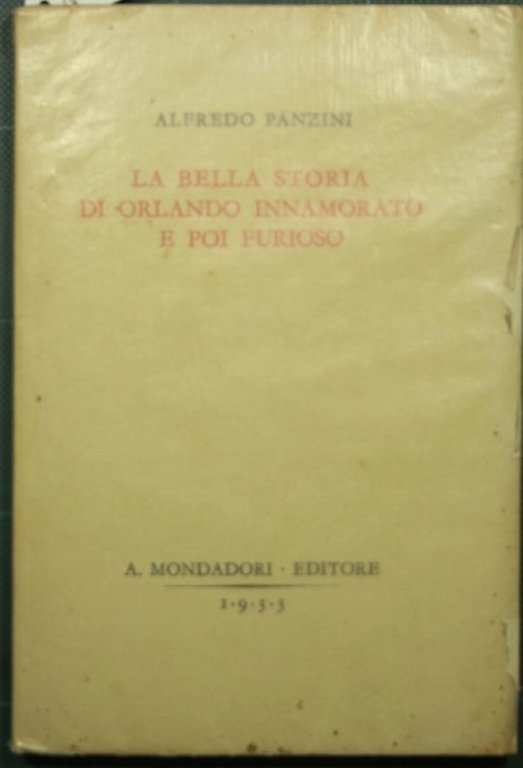 ALFREDO PANZINI
LA BELLA STORIA
DI ORLANDO INNAMORATO
E POI FURIOSO
A. MONDADORI · EDITORE
1·9·3·3